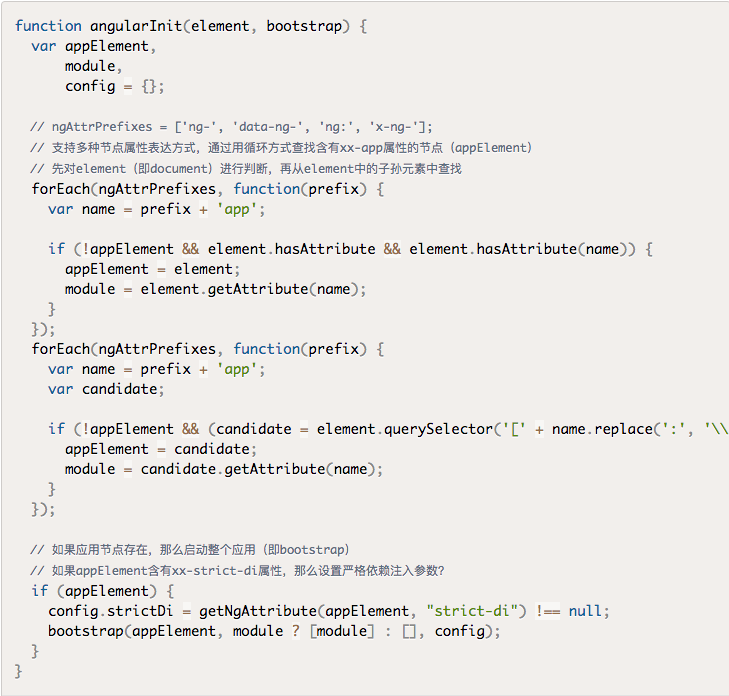 function angularInit(element, bootstrap) {
  var appElement,
      module,
      config = {};

  // ngAttrPrefixes = ['ng-', 'data-ng-', 'ng:', 'x-ng-'];
  // 支持多种节点属性表达方式，通过用循环方式查找含有xx-app属性的节点（appElement）
  // 先对element（即document）进行判断，再从element中的子孙元素中查找
  forEach(ngAttrPrefixes, function(prefix) {
    var name = prefix + 'app';

    if (!appElement && element.hasAttribute && element.hasAttribute(name)) {
      appElement = element;
      module = element.getAttribute(name);
    }
  });
  forEach(ngAttrPrefixes, function(prefix) {
    var name = prefix + 'app';
    var candidate;

    if (!appElement && (candidate = element.querySelector('[' + name.replace(':', '\\
      appElement = candidate;
      module = candidate.getAttribute(name);
    }
  });

  // 如果应用节点存在，那么启动整个应用（即bootstrap）
  // 如果appElement含有xx-strict-di属性，那么设置严格依赖注入参数?
  if (appElement) {
    config.strictDi = getNgAttribute(appElement, "strict-di") !== null;
    bootstrap(appElement, module ? [module] : [], config);
  }
}